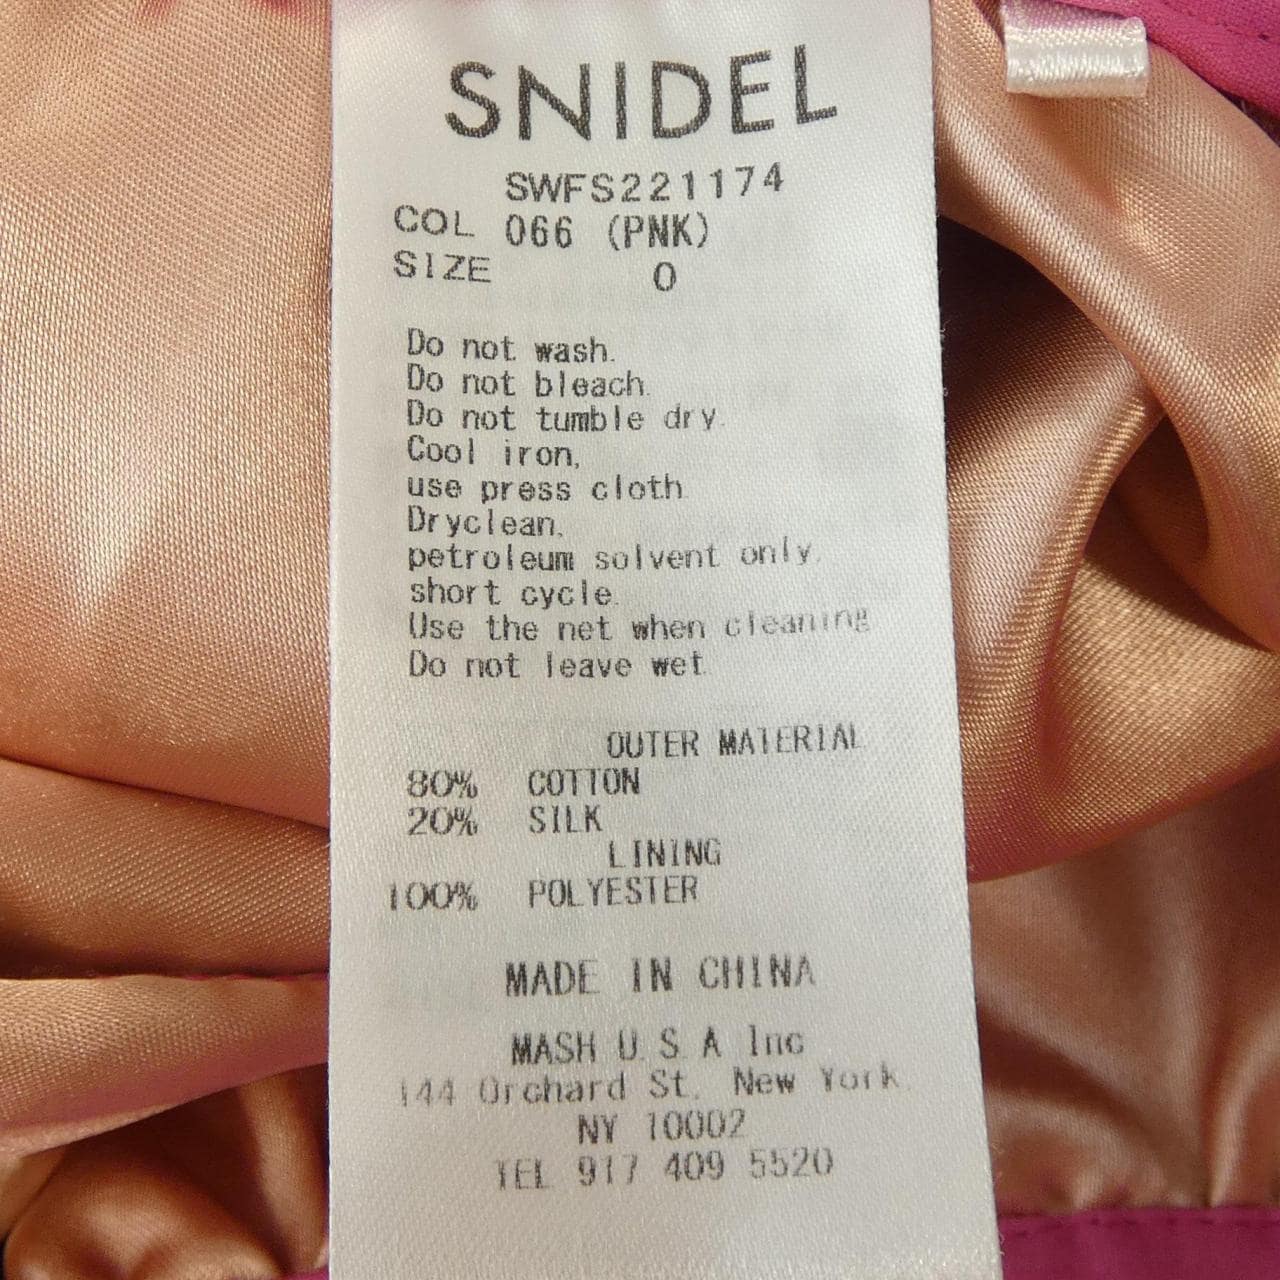 SNIDEL
SWFS221174
COL 066 (PNK)
SIZE 0
Do not wash.
Do not bleach.
Do not tumble dry.
Cool iron,
use press cloth.
Dryclean,
petroleum solvent only.
short cycle.
Use the net when cleaning
Do not leave wet.
OUTER MATERIAL
80% COTTON
20% SILK
LINING
100% POLYESTER
MADE IN CHINA
MASH U.S.A Inc
144 Orchard St. New York
NY 10002
TEL 917 409 5520